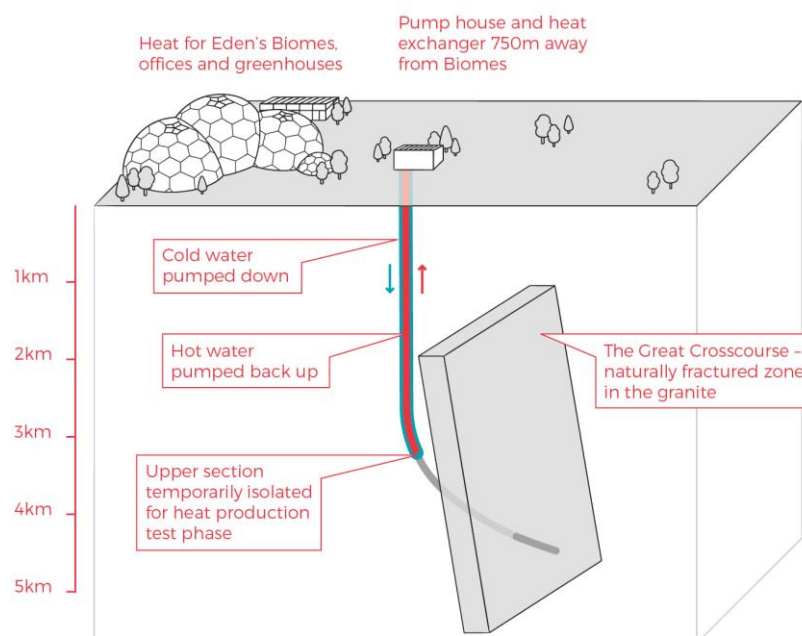 Heat for Eden's Biomes,
offices and greenhouses
Pump house and heat
exchanger 750m away
from Biomes
Cold water
pumped down
1km
Hot water
pumped back up
2km
The Great Crosscourse –
naturally fractured zone
in the granite
3km
Upper section
temporarily isolated
for heat production
test phase
4km
5km